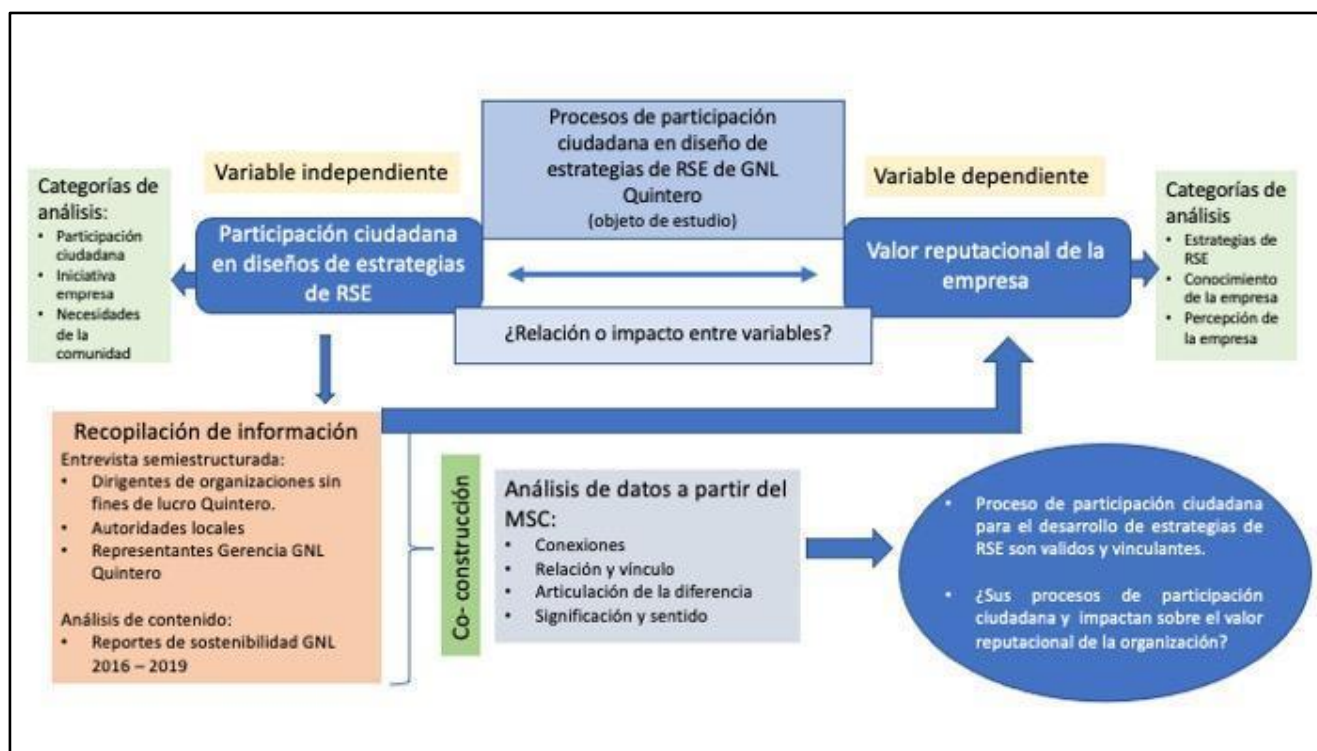 Procesos de participación
ciudadana en diseño de
estrategias de RSE de GNL
Quintero
(objeto de estudio)
Variable independiente
Variable dependiente
Categorías de
análisis:
• Participación
ciudadana
• Iniciativa
empresa
• Necesidades
de la
comunidad
Participación ciudadana
en diseños de estrategias
de RSE
Valor reputacional de la
empresa
Categorías de
análisis
• Estrategias de
RSE
• Conocimiento
de la empresa
• Percepción de
la empresa
¿Relación o impacto entre variables?
Recopilación de información
Entrevista semiestructurada:
• Dirigentes de organizaciones sin
fines de lucro Quintero.
• Autoridades locales
• Representantes Gerencia GNL
Quintero
Análisis de contenido:
• Reportes de sostenibilidad GNL
2016 – 2019
Co- construcción
Análisis de datos a partir del
MSC:
• Conexiones
• Relación y vínculo
• Articulación de la diferencia
• Significación y sentido
• Proceso de participación ciudadana
para el desarrollo de estrategias de
RSE son validos y vinculantes.
• ¿Sus procesos de participación
ciudadana y impactan sobre el valor
reputacional de la organización?